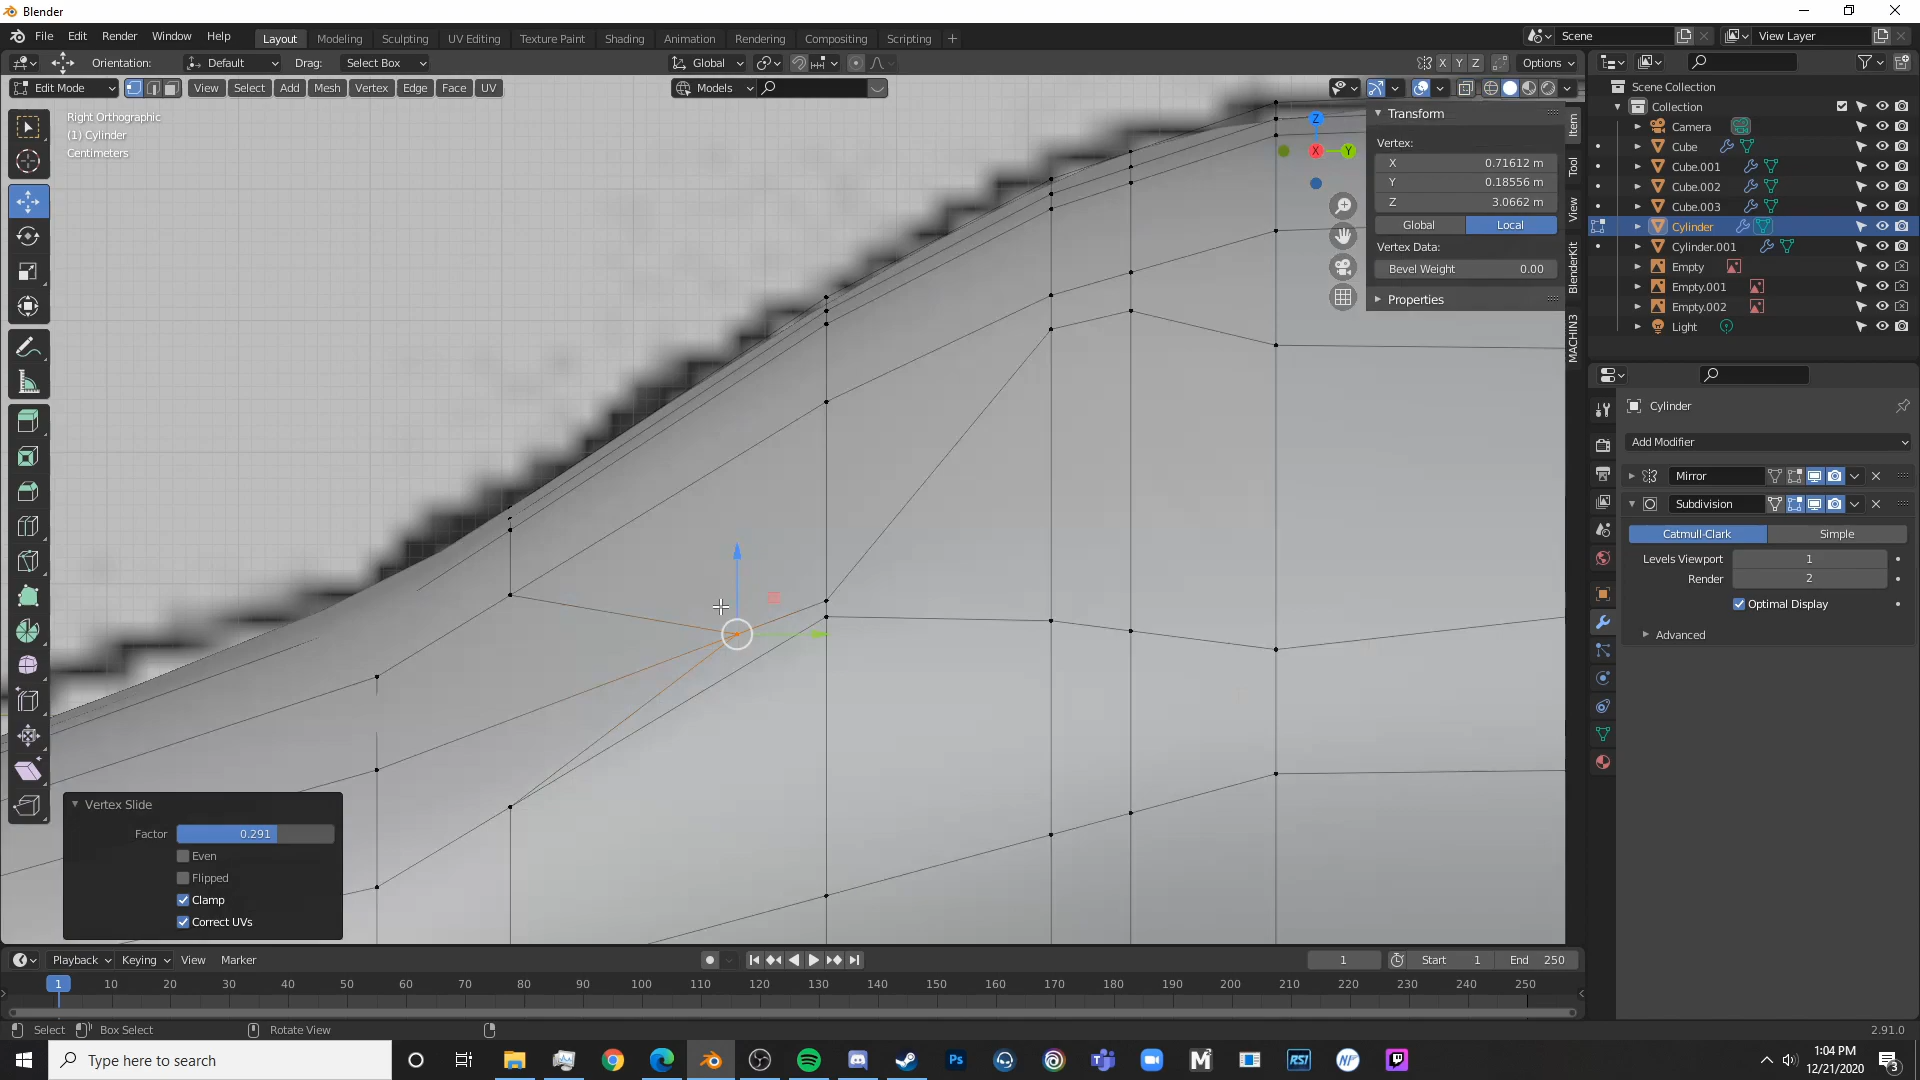 Blender
File Edit Render Window Help
Layout Modeling Sculpting UV Editing Texture Paint Shading Animation Rendering Compositing Scripting
Scene View Layer
Orientation: Default Drag: Select Box Global X Y Z Options
Edit Mode View Select Add Mesh Vertex Edge Face UV Models
Right Orthographic
(1) Cylinder
Centimeters
Z
Y
X
Transform
Vertex:
X 0.71612 m
Y 0.18556 m
Z 3.0662 m
Global Local
Vertex Data:
Bevel Weight 0.00
Properties
Item
Tool
View
BlenderKit
MACHIN3
Scene Collection
Collection
Camera
Cube
Cube.001
Cube.002
Cube.003
Cylinder
Cylinder.001
Empty
Empty.001
Empty.002
Light
Cylinder
Add Modifier
Mirror
Subdivision
Catmull-Clark Simple
Levels Viewport 1
Render 2
Optimal Display
Advanced
Vertex Slide
Factor 0.291
Even
Flipped
Clamp
Correct UVs
Playback Keying View Marker 1 Start 1 End 250
1 10 20 30 40 50 60 70 80 90 100 110 120 130 140 150 160 170 180 190 200 210 220 230 240 250
Select Box Select Rotate View 2.91.0
Type here to search
Ps
RSI
NF
1:04 PM
12/21/2020
3